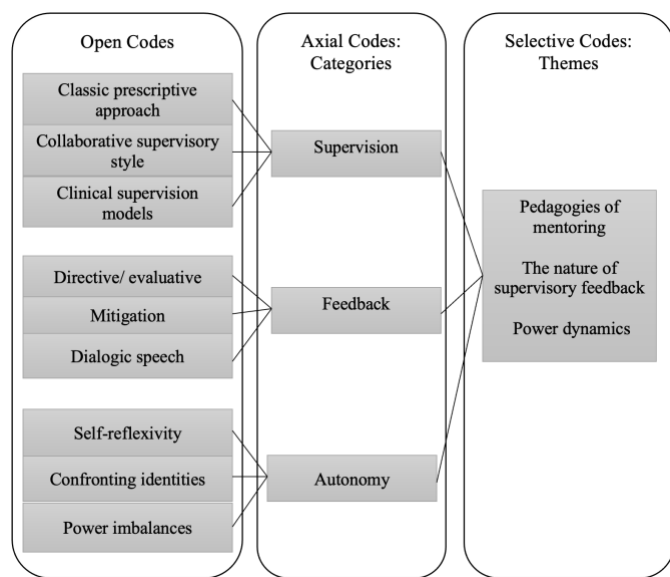 Open Codes
Classic prescriptive
approach
Collaborative supervisory
style
Clinical supervision
models
Directive/ evaluative
Mitigation
Dialogic speech
Self-reflexivity
Confronting identities
Power imbalances
Axial Codes:
Categories
Supervision
Feedback
Autonomy
Selective Codes:
Themes
Pedagogies of
mentoring
The nature of
supervisory feedback
Power dynamics